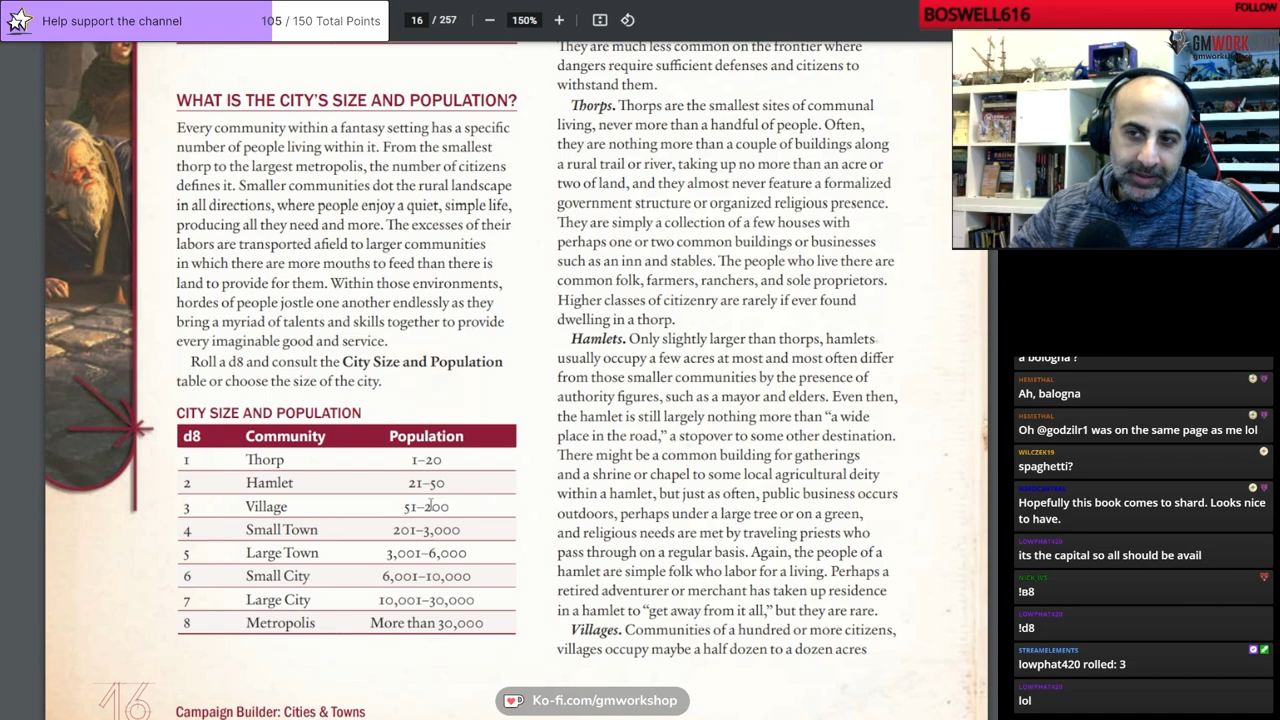 Help support the channel
105 / 150 Total Points
16 / 257
150%
BOSWELL616
FOLLOW
GMWORK
WHAT IS THE CITY'S SIZE AND POPULATION?
Every community within a fantasy setting has a specific
number of people living within it. From the smallest
thorp to the largest metropolis, the number of citizens
defines it. Smaller communities dot the rural landscape
in all directions, where people enjoy a quiet, simple life,
producing all they need and more. The excesses of their
labors are transported afield to larger communities
in which there are more mouths to feed than there is
land to provide for them. Within those environments,
hordes of people jostle one another endlessly as they
bring a myriad of talents and skills together to provide
every imaginable good and service.
Roll a d8 and consult the City Size and Population
table or choose the size of the city.
CITY SIZE AND POPULATION
d8 Community Population
1 Thorp 1–20
2 Hamlet 21–50
3 Village 51–200
4 Small Town 201–3,000
5 Large Town 3,001–6,000
6 Small City 6,001–10,000
7 Large City 10,001–30,000
8 Metropolis More than 30,000
16
Campaign Builder: Cities & Towns
They are much less common on the frontier where
dangers require sufficient defenses and citizens to
withstand them.
Thorps. Thorps are the smallest sites of communal
living, never more than a handful of people. Often,
they are nothing more than a couple of buildings along
a rural trail or river, taking up no more than an acre or
two of land, and they almost never feature a formalized
government structure or organized religious presence.
They are simply a collection of a few houses with
perhaps one or two common buildings or businesses
such as an inn and stables. The people who live there are
common folk, farmers, ranchers, and sole proprietors.
Higher classes of citizenry are rarely if ever found
dwelling in a thorp.
Hamlets. Only slightly larger than thorps, hamlets
usually occupy a few acres at most and most often differ
from those smaller communities by the presence of
authority figures, such as a mayor and elders. Even then,
the hamlet is still largely nothing more than “a wide
place in the road,” a stopover to some other destination.
There might be a common building for gatherings
and a shrine or chapel to some local agricultural deity
within a hamlet, but just as often, public business occurs
outdoors, perhaps under a large tree or on a green,
and religious needs are met by traveling priests who
pass through on a regular basis. Again, the people of a
hamlet are simple folk who labor for a living. Perhaps a
retired adventurer or merchant has taken up residence
in a hamlet to “get away from it all,” but they are rare.
Villages. Communities of a hundred or more citizens,
villages occupy maybe a half dozen to a dozen acres
Ko-fi.com/gmworkshop
a bologna ?
HEMETHAL
Ah, balogna
HEMETHAL
Oh @godzilr1 was on the same page as me lol
WILCZEK19
spaghetti?
Hopefully this book comes to shard. Looks nice
to have.
LOWPHAT420
its the capital so all should be avail
!в8
LOWPHAT420
!d8
STREAMELEMENTS
lowphat420 rolled: 3
LOWPHAT420
lol